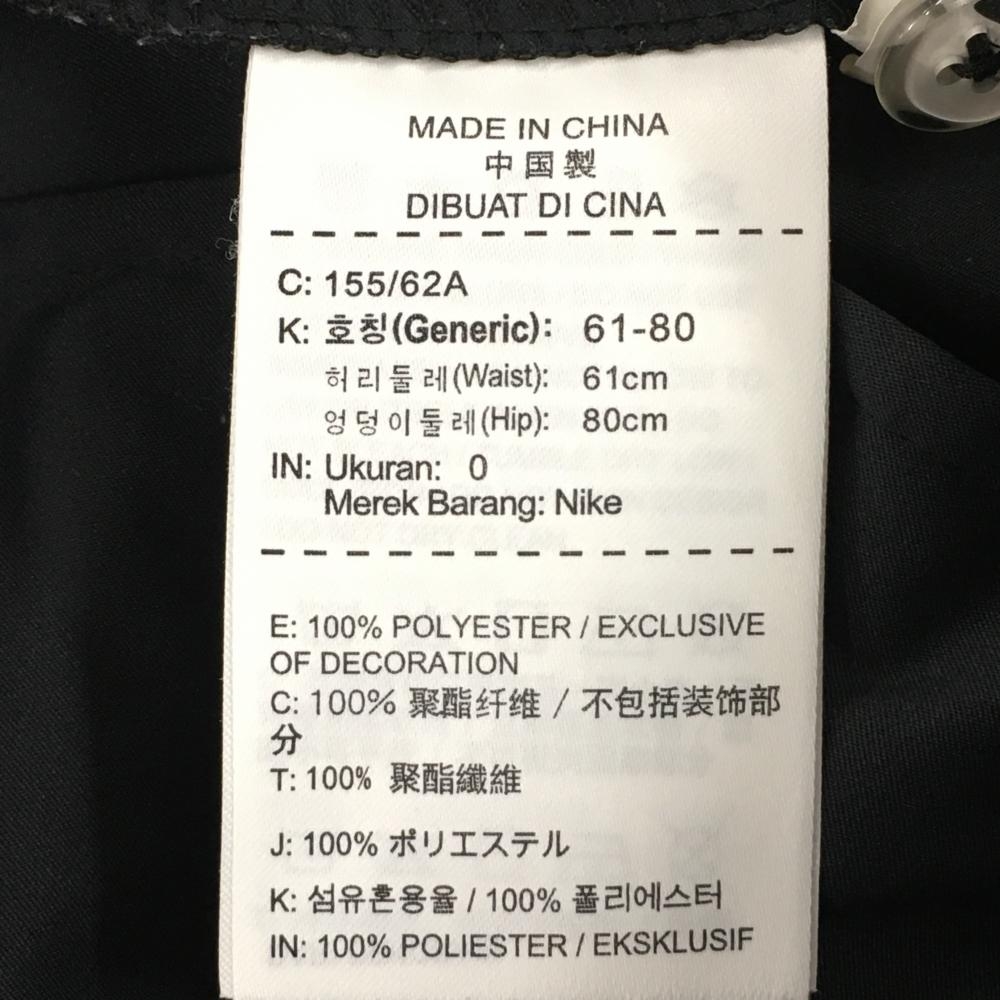 MADE IN CHINA
中国製
DIBUAT DI CINA
C: 155/62A
K: 호칭(Generic): 61-80
허리둘레(Waist): 61cm
엉덩이둘레(Hip): 80cm
IN: Ukuran: 0
Merek Barang: Nike
E: 100% POLYESTER / EXCLUSIVE
OF DECORATION
C: 100% 聚酯纤维 / 不包括装饰部
分
T: 100% 聚酯纖維
J: 100% ポリエステル
K: 섬유혼용율 / 100% 폴리에스터
IN: 100% POLIESTER / EKSKLUSIF